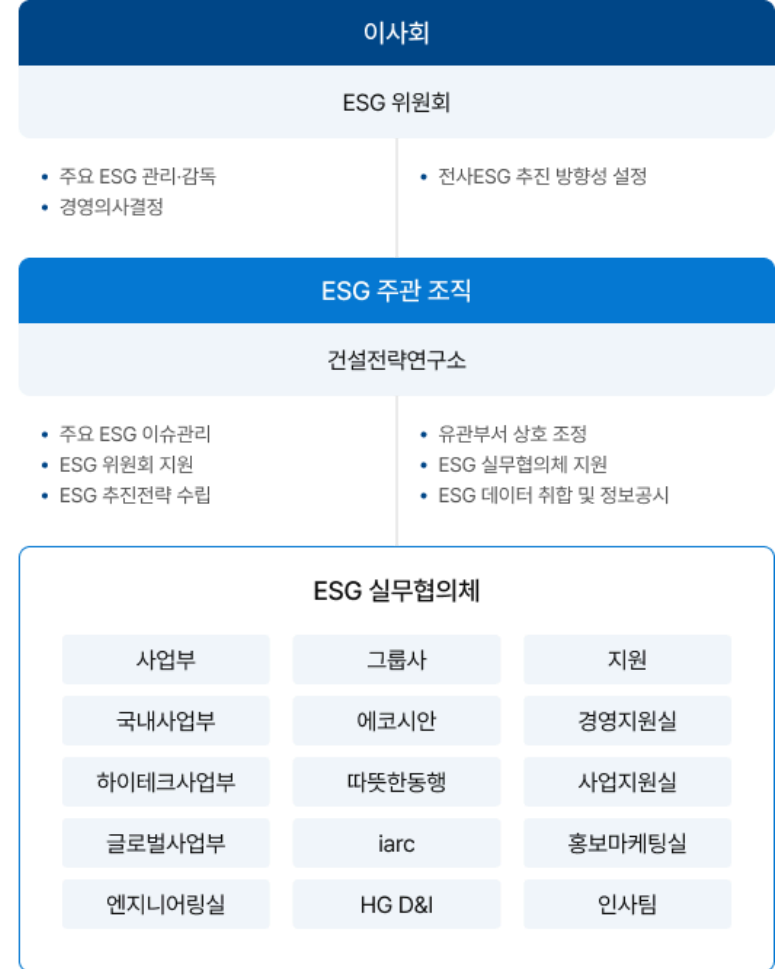 이사회
ESG 위원회
• 주요 ESG 관리·감독
• 경영의사결정
• 전사ESG 추진 방향성 설정
ESG 주관 조직
건설전략연구소
• 주요 ESG 이슈관리
• ESG 위원회 지원
• ESG 추진전략 수립
• 유관부서 상호 조정
• ESG 실무협의체 지원
• ESG 데이터 취합 및 정보공시
ESG 실무협의체
사업부 그룹사 지원
국내사업부 에코시안 경영지원실
하이테크사업부 따뜻한동행 사업지원실
글로벌사업부 iarc 홍보마케팅실
엔지니어링실 HG D&I 인사팀